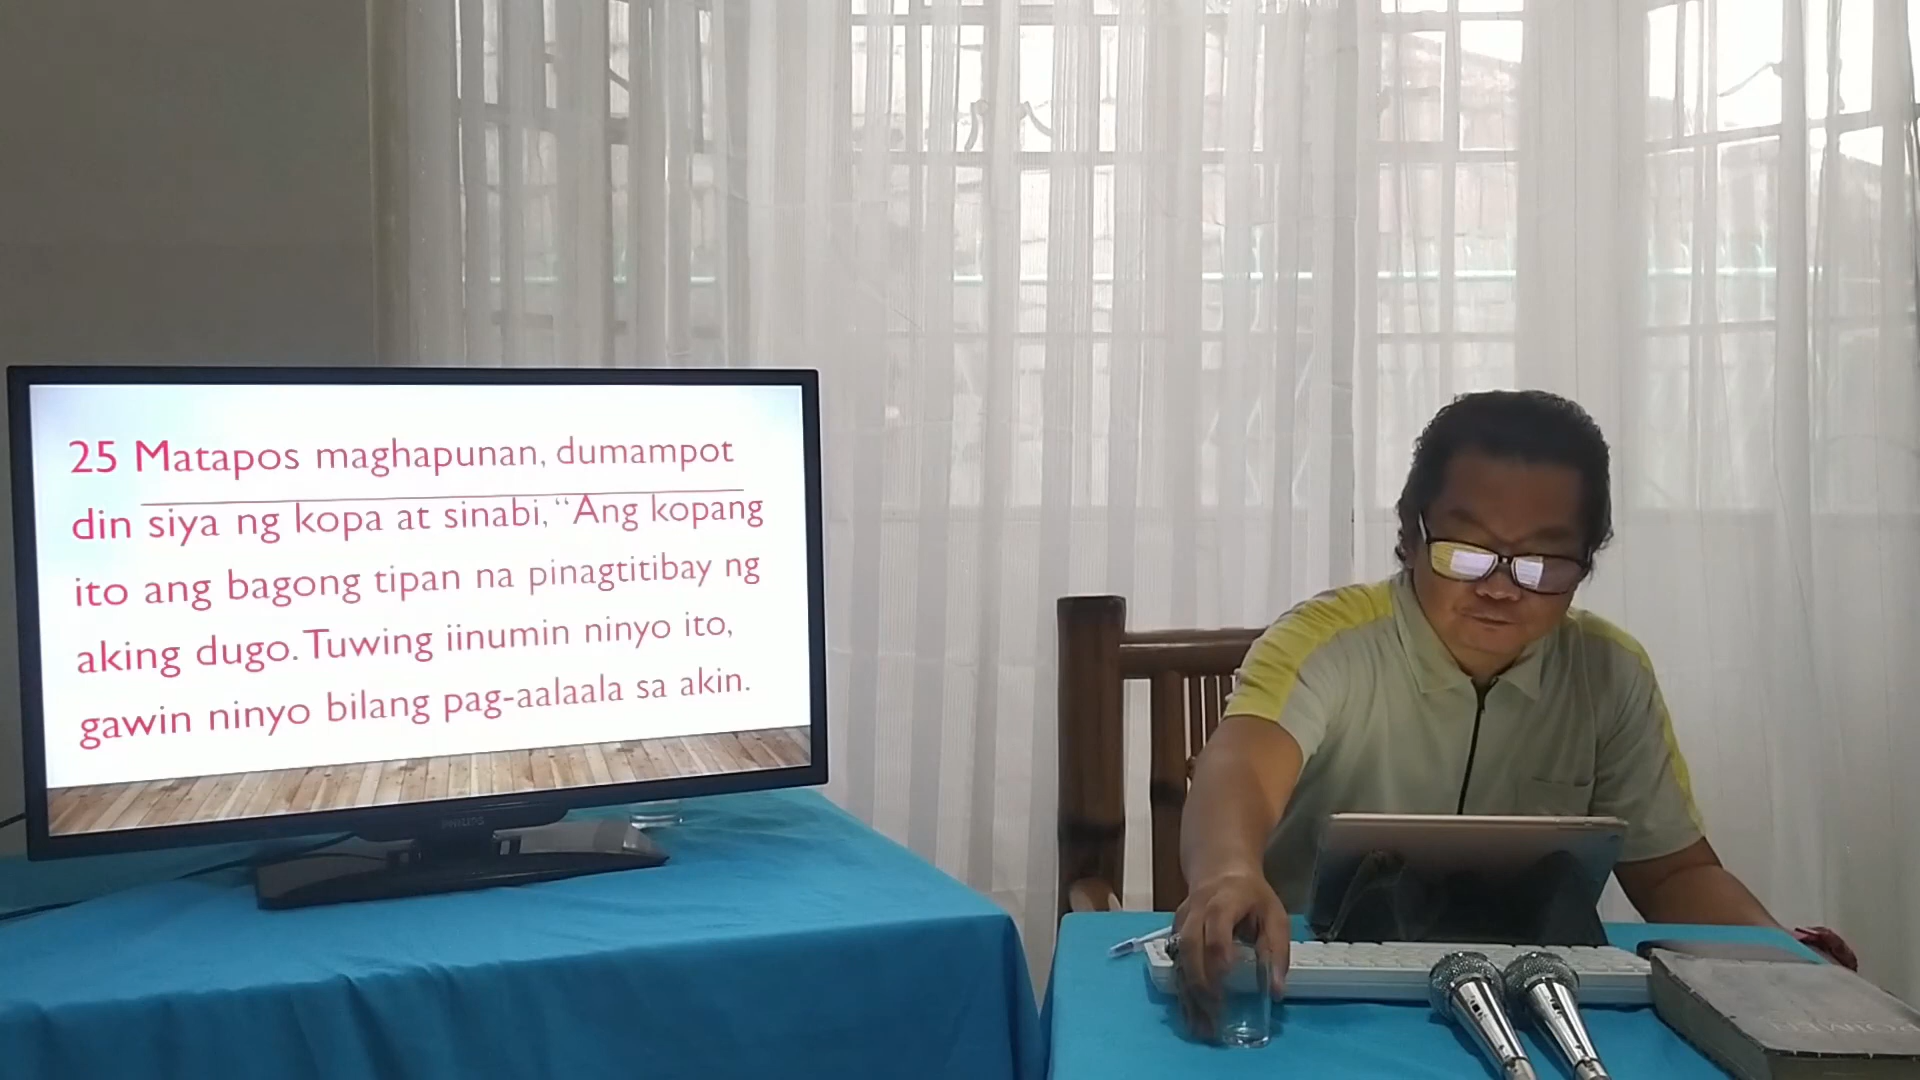 25 Matapos maghapunan, dumampot
din siya ng kopa at sinabi, “Ang kopang
ito ang bagong tipan na pinagtitibay ng
aking dugo. Tuwing iinumin ninyo ito,
gawin ninyo bilang pag-aalaala sa akin.
PHILIPS